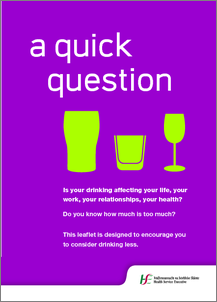 a quick
question
Is your drinking affecting your life, your
work, your relationships, your health?
Do you know how much is too much?
This leaflet is designed to encourage you
to consider drinking less.
Feidhmeannacht na Seirbhíse Sláinte
Health Service Executive